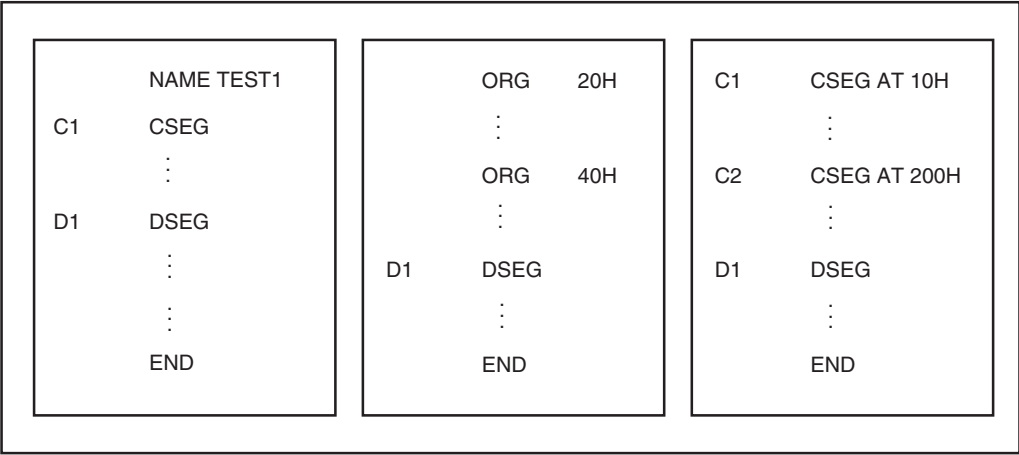 NAME TEST1
C1 CSEG
⋮
D1 DSEG
⋮
⋮
END
ORG 20H
⋮
ORG 40H
⋮
D1 DSEG
⋮
END
C1 CSEG AT 10H
⋮
C2 CSEG AT 200H
⋮
D1 DSEG
⋮
END